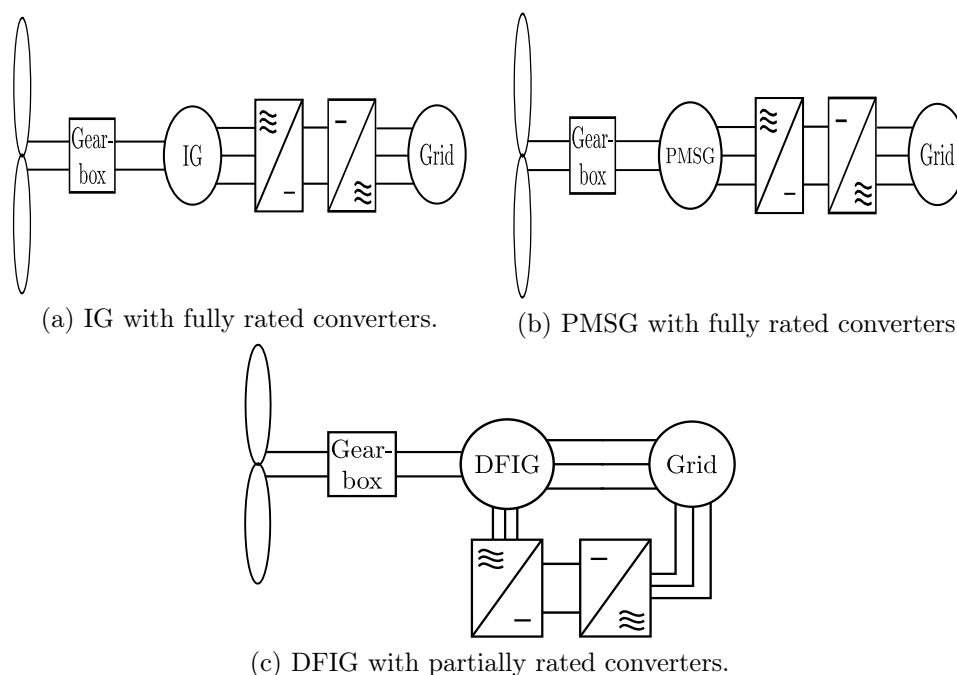 Gear-
box
IG
≋
−
−
≋
Grid
Gear-
box
PMSG
≋
−
−
≋
Grid
(a) IG with fully rated converters.
(b) PMSG with fully rated converters
Gear-
box
DFIG
Grid
≋
−
−
≋
(c) DFIG with partially rated converters.